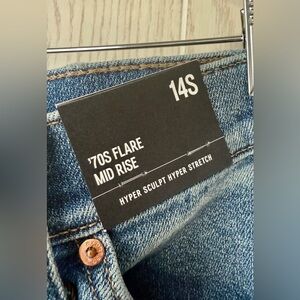 14S
'70S FLARE
MID RISE
HYPER SCULPT HYPER STRETCH